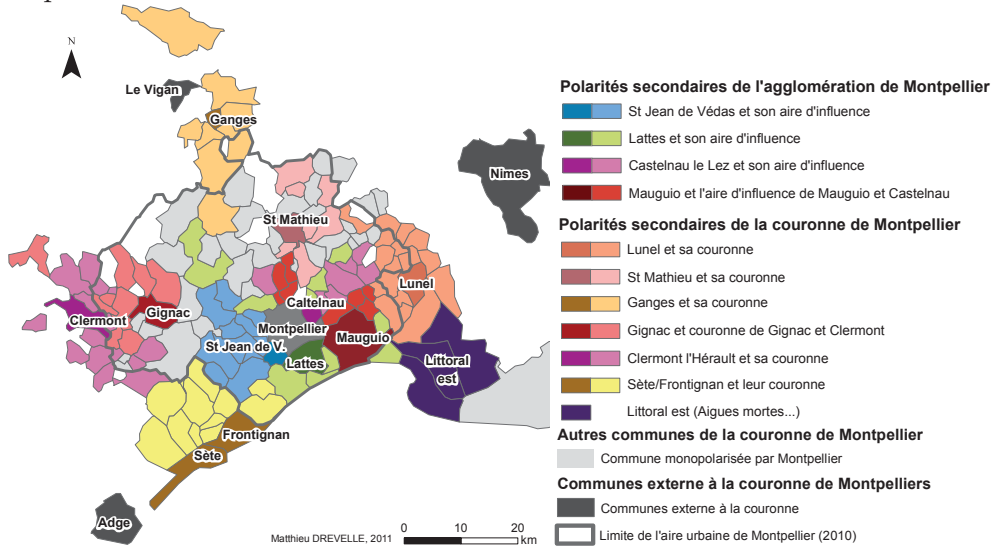 N
Le Vigan
Ganges
Nimes
St Mathieu
Lunel
Clermont
Gignac
Caltelnau
Montpellier
St Jean de V.
Mauguio
Lattes
Littoral
est
Frontignan
Sète
Adge
Matthieu DREVELLE, 2011
0 10 20
km
Polarités secondaires de l'agglomération de Montpellier
St Jean de Védas et son aire d'influence
Lattes et son aire d'influence
Castelnau le Lez et son aire d'influence
Mauguio et l'aire d'influence de Mauguio et Castelnau
Polarités secondaires de la couronne de Montpellier
Lunel et sa couronne
St Mathieu et sa couronne
Ganges et sa couronne
Gignac et couronne de Gignac et Clermont
Clermont l'Hérault et sa couronne
Sète/Frontignan et leur couronne
Littoral est (Aigues mortes...)
Autres communes de la couronne de Montpellier
Commune monopolarisée par Montpellier
Communes externe à la couronne de Montpelliers
Communes externe à la couronne
Limite de l'aire urbaine de Montpellier (2010)